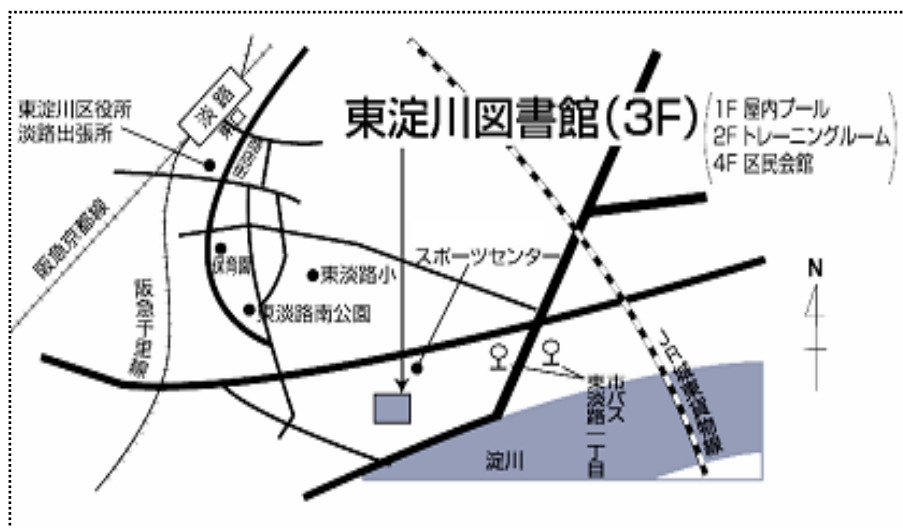 東淀川図書館(3F)
1F 屋内プール
2F トレーニングルーム
4F 区民会館
淡路
東口
東淀川区役所
淡路出張所
阪急京都線
阪急千里線
保育園
東淡路小
東淡路南公園
スポーツセンター
N
市バス
東淡路一丁目
JR城東貨物線
淀川